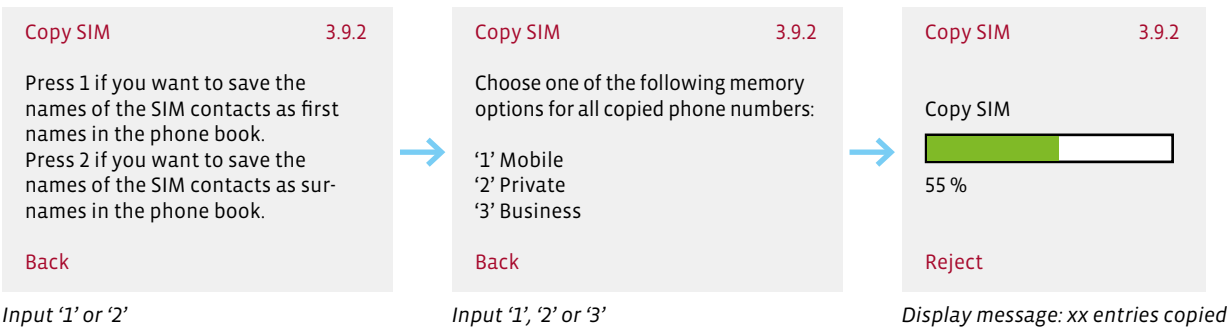 Copy SIM 3.9.2
Press 1 if you want to save the
names of the SIM contacts as first
names in the phone book.
Press 2 if you want to save the
names of the SIM contacts as sur-
names in the phone book.
Back
Input ‘1’ or ‘2’
Copy SIM 3.9.2
Choose one of the following memory
options for all copied phone numbers:
‘1’ Mobile
‘2’ Private
‘3’ Business
Back
Input ‘1’, ‘2’ or ‘3’
Copy SIM 3.9.2
Copy SIM
55 %
Reject
Display message: xx entries copied